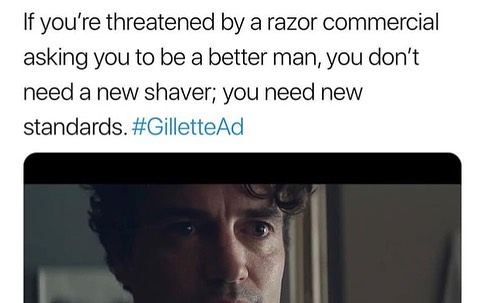 If you’re threatened by a razor commercial
asking you to be a better man, you don’t
need a new shaver; you need new
standards. #GilletteAd